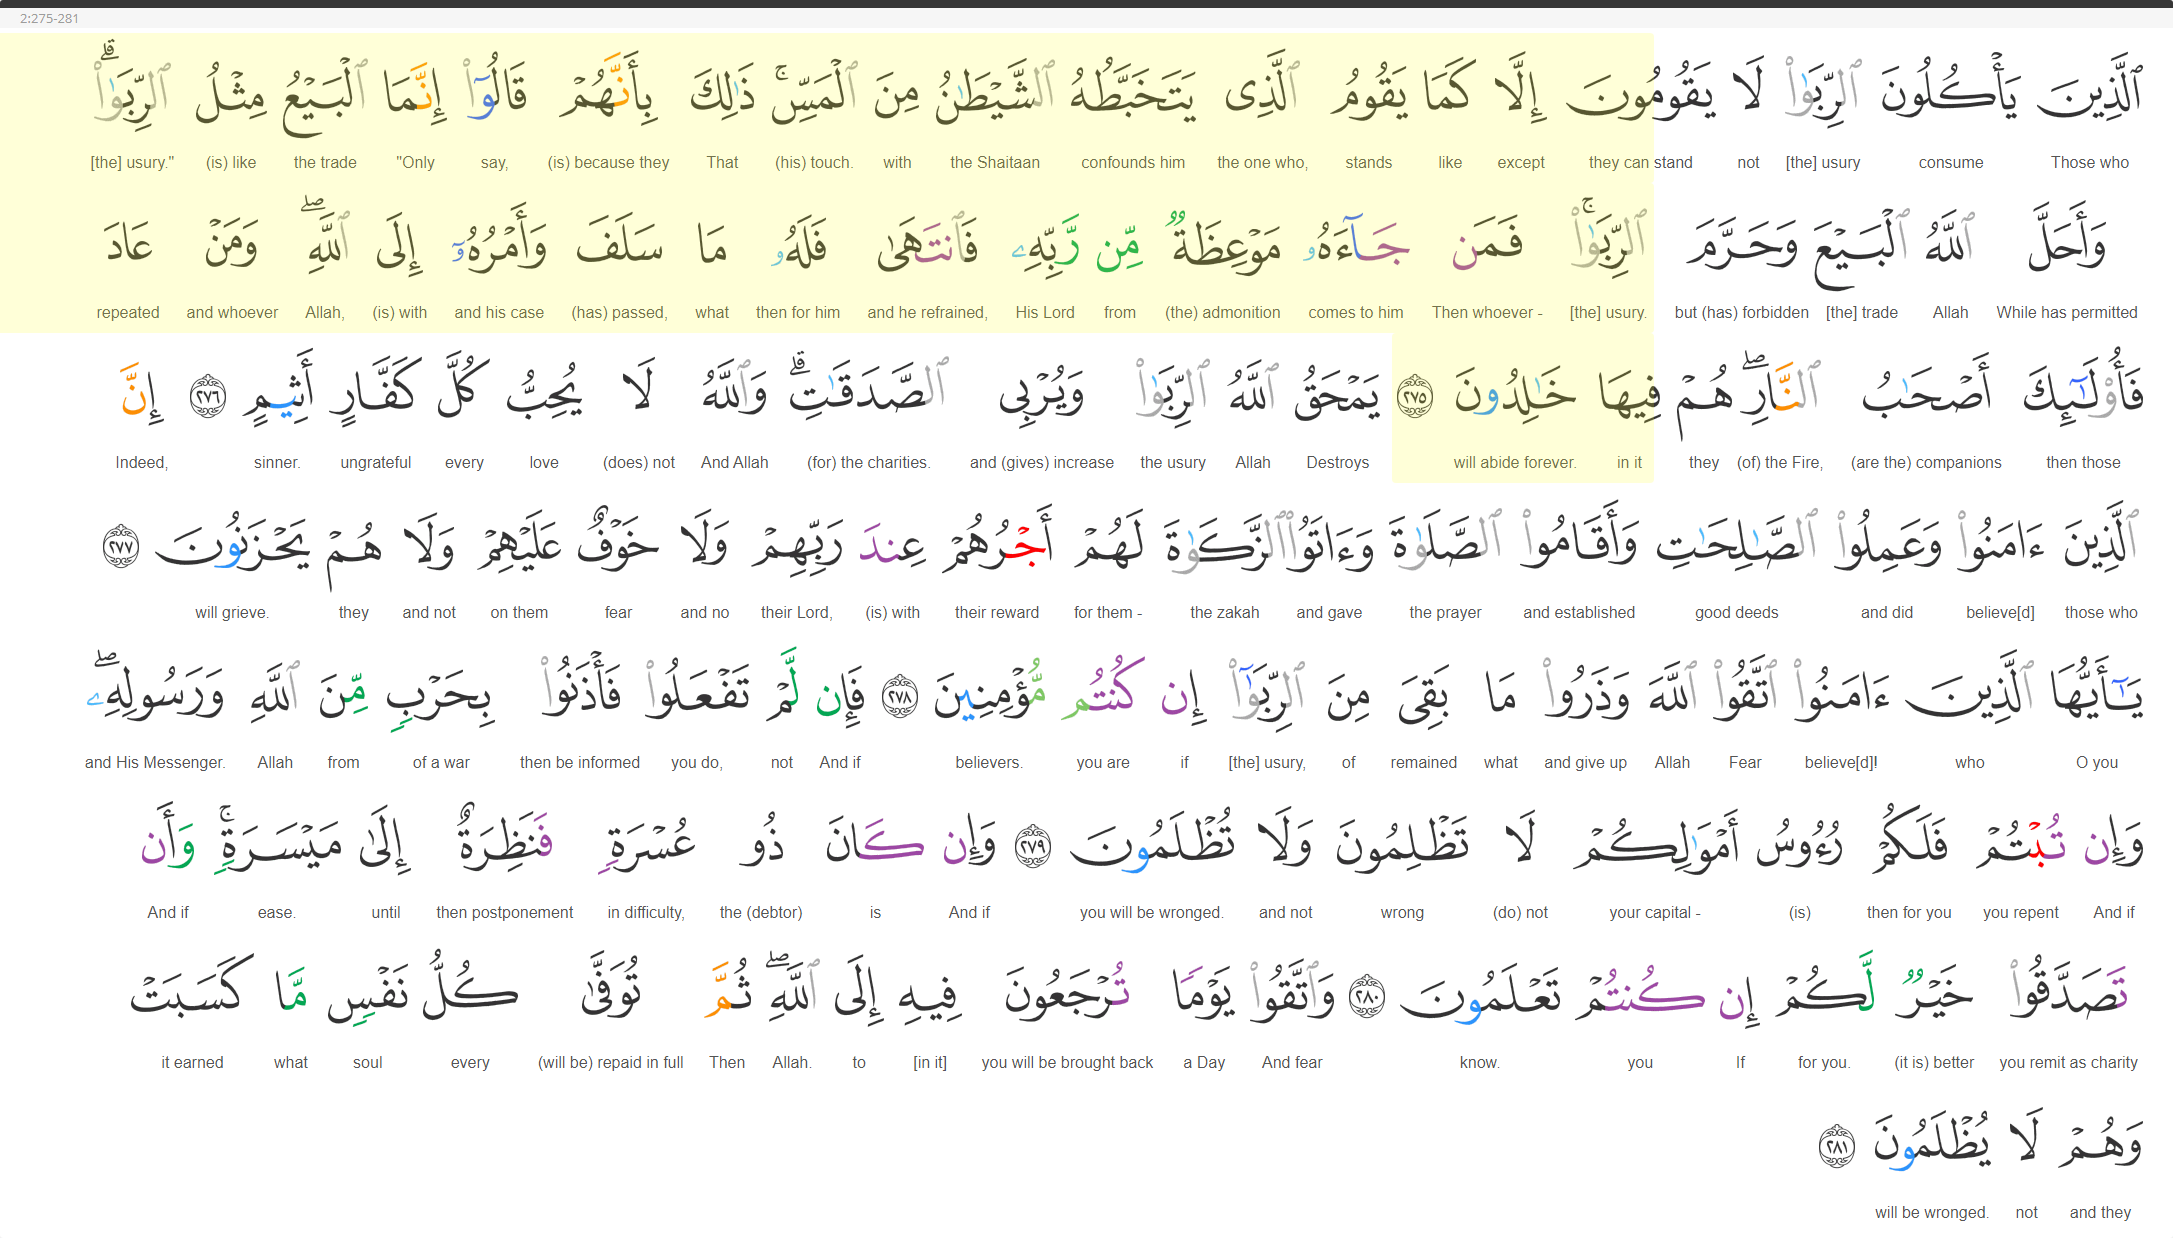 2:275-281
ٱلَّذِينَ يَأْكُلُونَ ٱلرِّبَوٰا۟ لَا يَقُومُونَ إِلَّا كَمَا يَقُومُ ٱلَّذِى يَتَخَبَّطُهُ ٱلشَّيْطَـٰنُ مِنَ ٱلْمَسِّ ۚ ذَٰلِكَ بِأَنَّهُمْ قَالُوٓا۟ إِنَّمَا ٱلْبَيْعُ مِثْلُ ٱلرِّبَوٰا۟ ۗ
Those who consume [the] usury not they can stand except like stands the one who, confounds him the Shaitaan with (his) touch. That (is) because they say, "Only the trade (is) like [the] usury."
وَأَحَلَّ ٱللَّهُ ٱلْبَيْعَ وَحَرَّمَ ٱلرِّبَوٰا۟ ۚ فَمَن جَآءَهُۥ مَوْعِظَةٌ مِّن رَّبِّهِۦ فَٱنتَهَىٰ فَلَهُۥ مَا سَلَفَ وَأَمْرُهُۥٓ إِلَى ٱللَّهِ ۖ وَمَنْ عَادَ
While has permitted Allah [the] trade but (has) forbidden [the] usury. Then whoever - comes to him (the) admonition from His Lord and he refrained, then for him what (has) passed, and his case (is) with Allah, and whoever repeated
فَأُو۟لَـٰٓئِكَ أَصْحَـٰبُ ٱلنَّارِ ۖ هُمْ فِيهَا خَـٰلِدُونَ ٢٧٥ يَمْحَقُ ٱللَّهُ ٱلرِّبَوٰا۟ وَيُرْبِى ٱلصَّدَقَـٰتِ ۗ وَٱللَّهُ لَا يُحِبُّ كُلَّ كَفَّارٍ أَثِيمٍ ٢٧٦ إِنَّ
then those (are the) companions (of) the Fire, they in it will abide forever. Destroys Allah the usury and (gives) increase (for) the charities. And Allah (does) not love every ungrateful sinner. Indeed,
ٱلَّذِينَ ءَامَنُوا۟ وَعَمِلُوا۟ ٱلصَّـٰلِحَـٰتِ وَأَقَامُوا۟ ٱلصَّلَوٰةَ وَءَاتَوُا۟ ٱلزَّكَوٰةَ لَهُمْ أَجْرُهُمْ عِندَ رَبِّهِمْ وَلَا خَوْفٌ عَلَيْهِمْ وَلَا هُمْ يَحْزَنُونَ ٢٧٧
those who believe[d] and did good deeds and established the prayer and gave the zakah for them - their reward (is) with their Lord, and no fear on them and not they will grieve.
يَـٰٓأَيُّهَا ٱلَّذِينَ ءَامَنُوا۟ ٱتَّقُوا۟ ٱللَّهَ وَذَرُوا۟ مَا بَقِىَ مِنَ ٱلرِّبَوٰٓا۟ إِن كُنتُم مُّؤْمِنِينَ ٢٧٨ فَإِن لَّمْ تَفْعَلُوا۟ فَأْذَنُوا۟ بِحَرْبٍ مِّنَ ٱللَّهِ وَرَسُولِهِۦ ۖ
O you who believe[d]! Fear Allah and give up what remained of [the] usury, if you are believers. And if not you do, then be informed of a war from Allah and His Messenger.
وَإِن تُبْتُمْ فَلَكُمْ رُءُوسُ أَمْوَٰلِكُمْ لَا تَظْلِمُونَ وَلَا تُظْلَمُونَ ٢٧٩ وَإِن كَانَ ذُو عُسْرَةٍ فَنَظِرَةٌ إِلَىٰ مَيْسَرَةٍ ۚ وَأَن
And if you repent then for you (is) your capital - (do) not wrong and not you will be wronged. And if is the (debtor) in difficulty, then postponement until ease. And if
تَصَدَّقُوا۟ خَيْرٌ لَّكُمْ إِن كُنتُمْ تَعْلَمُونَ ٢٨٠ وَٱتَّقُوا۟ يَوْمًا تُرْجَعُونَ فِيهِ إِلَى ٱللَّهِ ۖ ثُمَّ تُوَفَّىٰ كُلُّ نَفْسٍ مَّا كَسَبَتْ
you remit as charity (it is) better for you. If you know. And fear a Day you will be brought back [in it] to Allah. Then (will be) repaid in full every soul what it earned
وَهُمْ لَا يُظْلَمُونَ ٢٨١
and they not will be wronged.